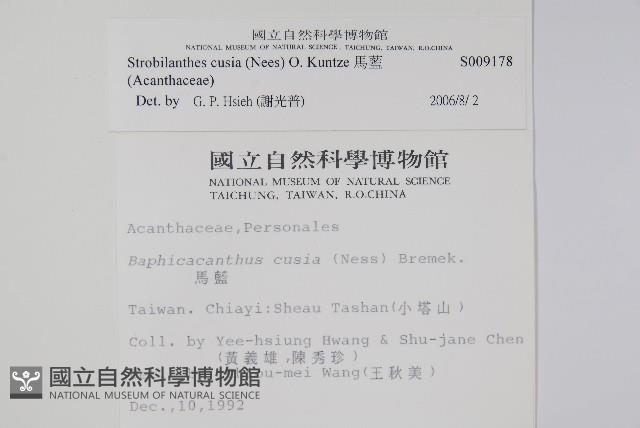 國立自然科學博物館
NATIONAL MUSEUM OF NATURAL SCIENCE, TAICHUNG, TAIWAN, R.O.CHINA
Strobilanthes cusia (Nees) O. Kuntze 馬藍 S009178
(Acanthaceae)
Det. by G. P. Hsieh (謝光普) 2006/8/2
國立自然科學博物館
NATIONAL MUSEUM OF NATURAL SCIENCE
TAICHUNG, TAIWAN, R.O.CHINA
Acanthaceae,Personales
Baphicacanthus cusia (Ness) Bremek.
馬藍
Taiwan. Chiayi:Sheau Tashan(小塔山)
Coll. by Yee-hsiung Hwang & Shu-jane Chen
(黃義雄,陳秀珍)
Wang(王秋美)
國立自然科學博物館
NATIONAL MUSEUM OF NATURAL SCIENCE
Dec.,10,1992